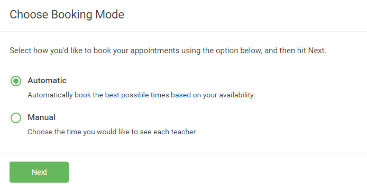 Choose Booking Mode
Select how you'd like to book your appointments using the option below, and then hit Next.
Automatic
Automatically book the best possible times based on your availability
Manual
Choose the time you would like to see each teacher
Next